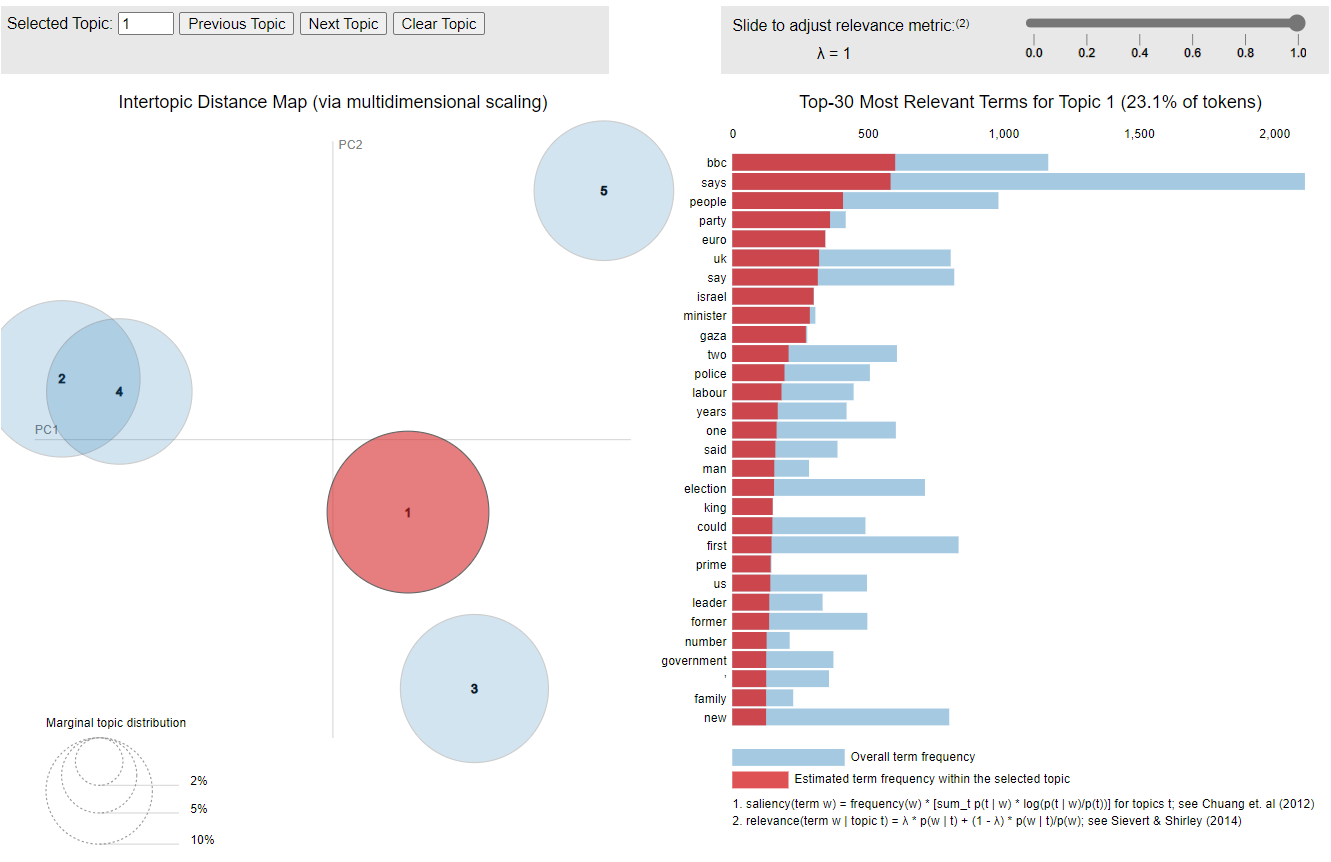 Selected Topic: 1 Previous Topic Next Topic Clear Topic
Slide to adjust relevance metric:(2)
λ = 1
0.0 0.2 0.4 0.6 0.8 1.0
Intertopic Distance Map (via multidimensional scaling)
PC2
5
2
4
PC1
1
3
Marginal topic distribution
2%
5%
10%
Top-30 Most Relevant Terms for Topic 1 (23.1% of tokens)
0 500 1,000 1,500 2,000
bbc
says
people
party
euro
uk
say
israel
minister
gaza
two
police
labour
years
one
said
man
election
king
could
first
prime
us
leader
former
number
government
’
family
new
Overall term frequency
Estimated term frequency within the selected topic
1. saliency(term w) = frequency(w) * [sum_t p(t | w) * log(p(t | w)/p(t))] for topics t; see Chuang et. al (2012)
2. relevance(term w | topic t) = λ * p(w | t) + (1 - λ) * p(w | t)/p(w); see Sievert & Shirley (2014)